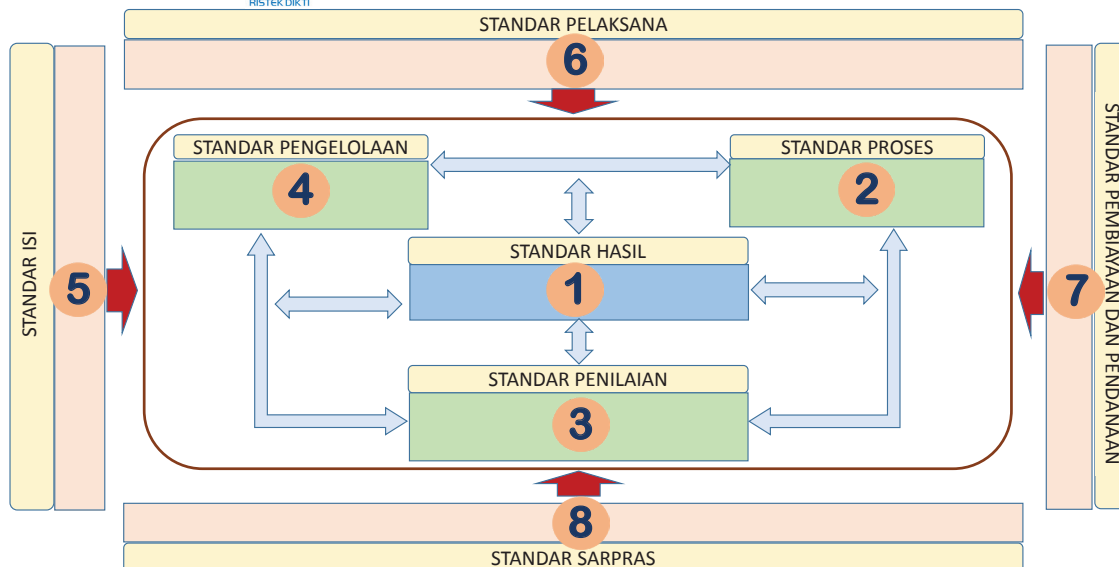 RISTEKDIKTI
STANDAR PELAKSANA
6
STANDAR PENGELOLAAN
4
STANDAR PROSES
2
STANDAR HASIL
1
STANDAR ISI
5
7
STANDAR PEMBIAYAAN DAN PENDANAAN
STANDAR PENILAIAN
3
8
STANDAR SARPRAS